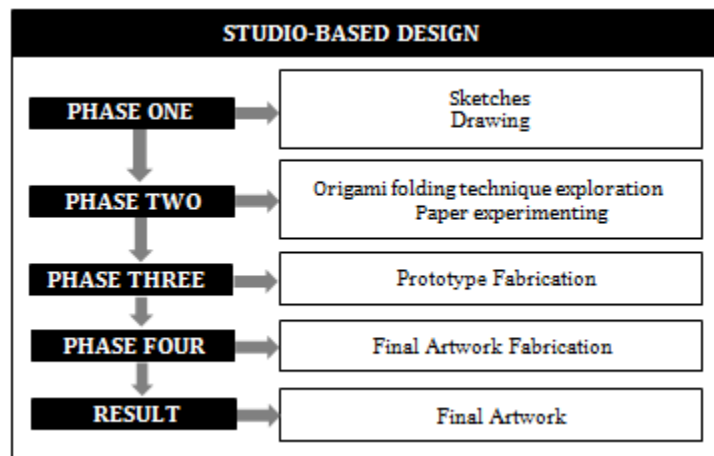 STUDIO-BASED DESIGN
PHASE ONE
Sketches
Drawing
PHASE TWO
Origami folding technique exploration
Paper experimenting
PHASE THREE
Prototype Fabrication
PHASE FOUR
Final Artwork Fabrication
RESULT
Final Artwork